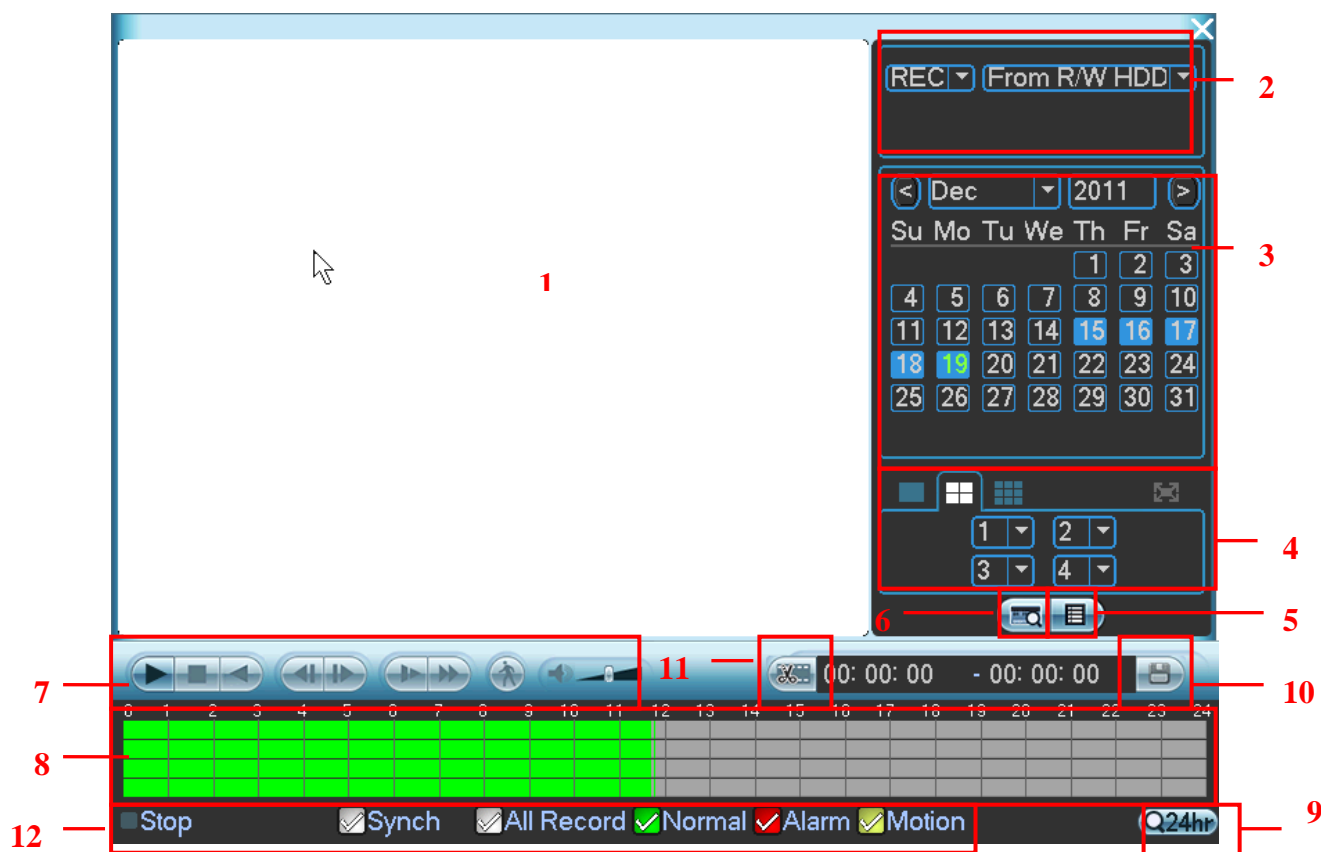 REC From R/W HDD 2
< Dec 2011 >
Su Mo Tu We Th Fr Sa
3
1 2 3
1
4 5 6 7 8 9 10
11 12 13 14 15 16 17
18 19 20 21 22 23 24
25 26 27 28 29 30 31
1 2
4
3 4
6 5
11 00: 00: 00 - 00: 00: 00
7 10
0 1 2 3 4 5 6 7 8 9 10 11 12 13 14 15 16 17 18 19 20 21 22 23 24
8
9
12 Stop Synch All Record Normal Alarm Motion 24hr